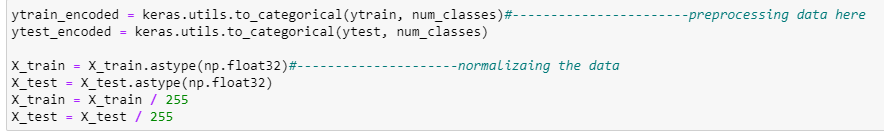 ytrain_encoded = keras.utils.to_categorical(ytrain, num_classes)#-----------------------preprocessing data here
ytest_encoded = keras.utils.to_categorical(ytest, num_classes)
X_train = X_train.astype(np.float32)#---------------------normalizaing the data
X_test = X_test.astype(np.float32)
X_train = X_train / 255
X_test = X_test / 255